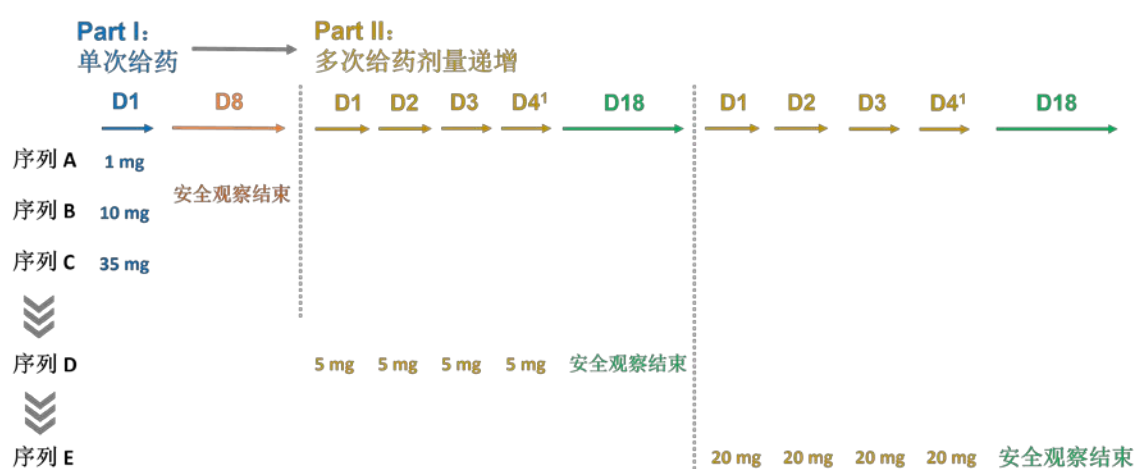 Part I： Part II：
单次给药 多次给药剂量递增
D1 D8 D1 D2 D3 D4¹ D18 D1 D2 D3 D4¹ D18
序列 A 1 mg
安全观察结束
序列 B 10 mg
序列 C 35 mg
序列 D 5 mg 5 mg 5 mg 5 mg 安全观察结束
序列 E 20 mg 20 mg 20 mg 20 mg 安全观察结束